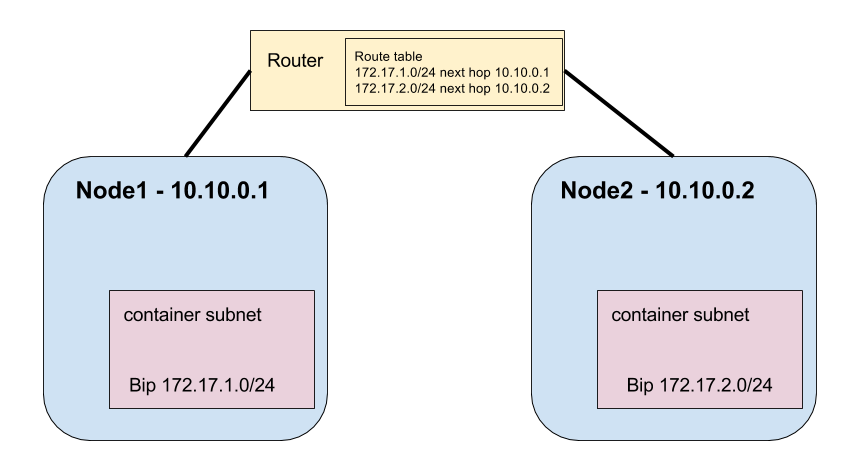 Router
Route table
172.17.1.0/24 next hop 10.10.0.1
172.17.2.0/24 next hop 10.10.0.2
Node1 - 10.10.0.1
container subnet
Bip 172.17.1.0/24
Node2 - 10.10.0.2
container subnet
Bip 172.17.2.0/24